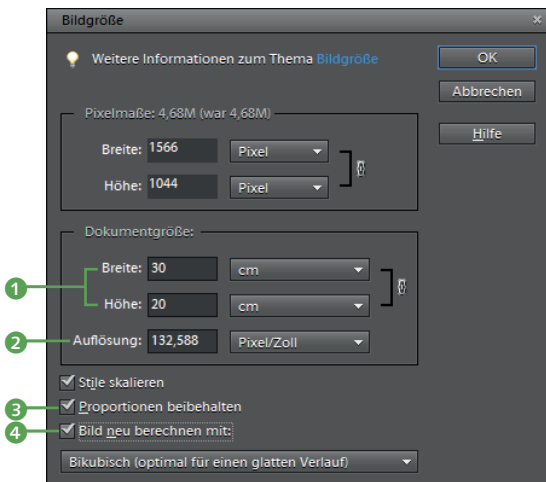 Bildgröße ×
Weitere Informationen zum Thema Bildgröße
OK
Abbrechen
Hilfe
Pixelmaße: 4,68M (war 4,68M)
Breite: 1566 Pixel
Höhe: 1044 Pixel
Dokumentgröße:
1 Breite: 30 cm
Höhe: 20 cm
2 Auflösung: 132,588 Pixel/Zoll
Stile skalieren
3 Proportionen beibehalten
4 Bild neu berechnen mit:
Bikubisch (optimal für einen glatten Verlauf)